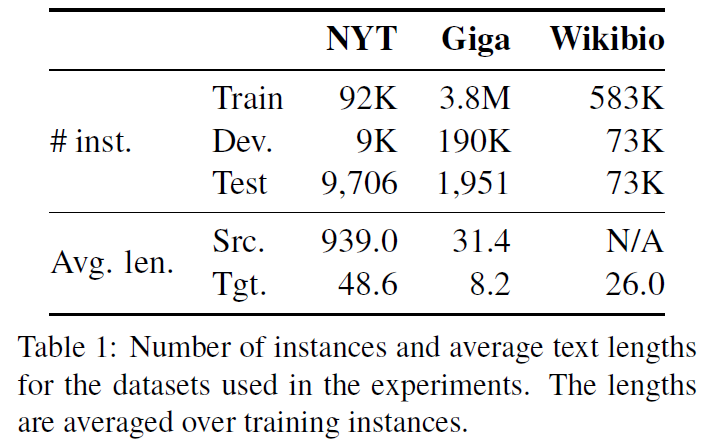 NYT Giga Wikibio
Train 92K 3.8M 583K
# inst. Dev. 9K 190K 73K
Test 9,706 1,951 73K
Src. 939.0 31.4 N/A
Avg. len.
Tgt. 48.6 8.2 26.0
Table 1: Number of instances and average text lengths
for the datasets used in the experiments. The lengths
are averaged over training instances.